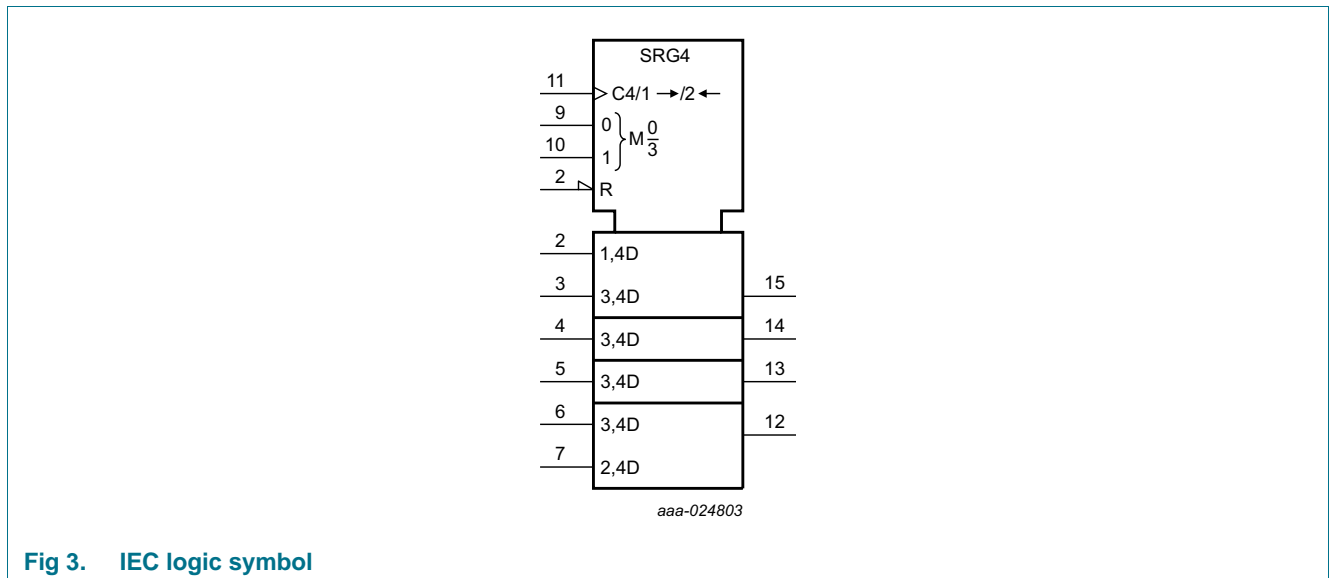 SRG4
11
C4/1 →/2 ←
9
0
M 0/3
10
1
2
R
2
1,4D
3
3,4D
15
4
3,4D
14
5
3,4D
13
6
3,4D
12
7
2,4D
aaa-024803
Fig 3. IEC logic symbol